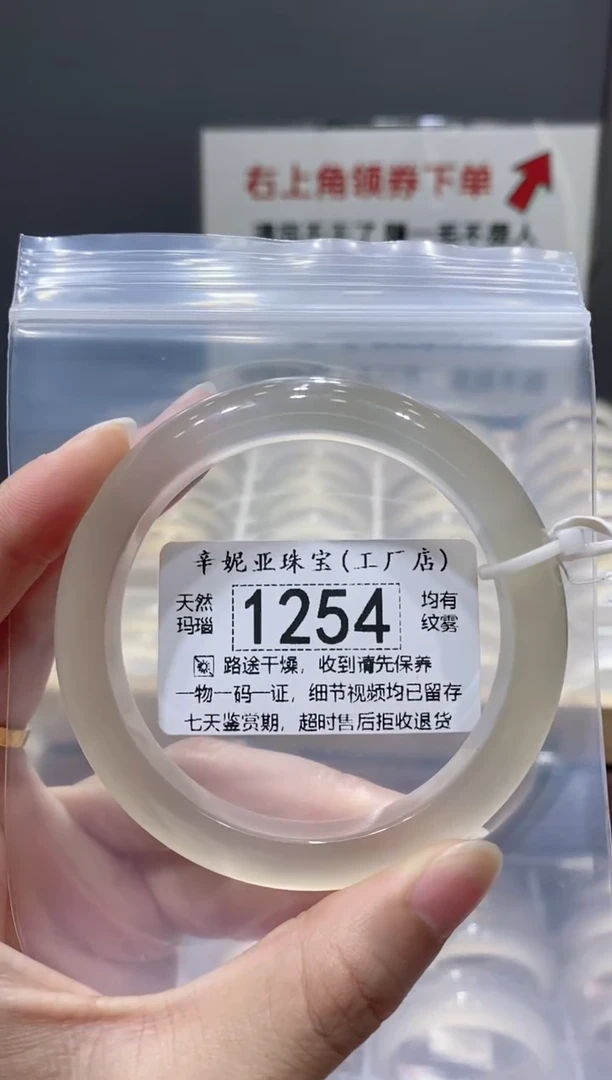 右上角领券下单
辛妮亚珠宝(工厂店)
天然
玛瑙
1254
均有
纹雾
路途干燥，收到请先保养
一物一码一证，细节视频均已留存
七天鉴赏期，超时售后拒收退货